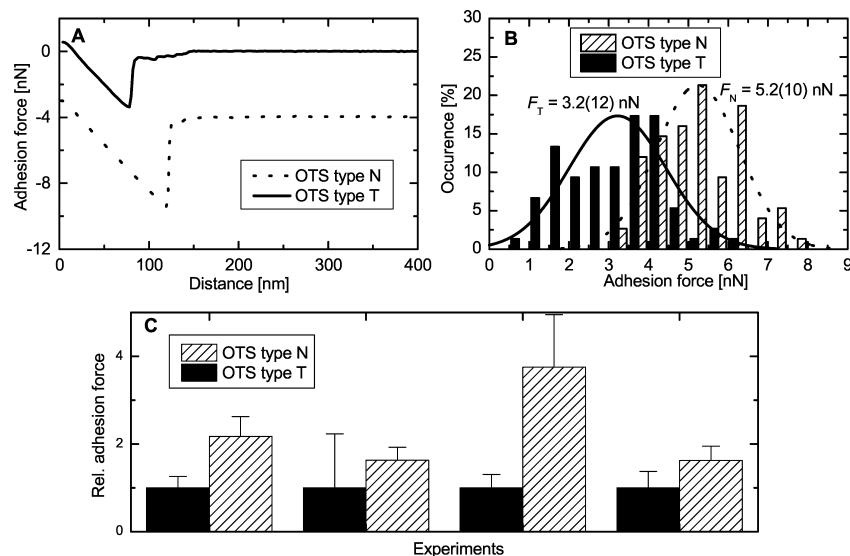 A
Adhesion force [nN]
0
-4
-8
-12
OTS type N
OTS type T
0 100 200 300 400
Distance [nm]
B
Occurence [%]
30
25
20
15
10
5
0
OTS type N
OTS type T
F_T = 3.2(12) nN
F_N = 5.2(10) nN
0 1 2 3 4 5 6 7 8 9
Adhesion force [nN]
C
Rel. adhesion force
4
2
0
OTS type N
OTS type T
Experiments